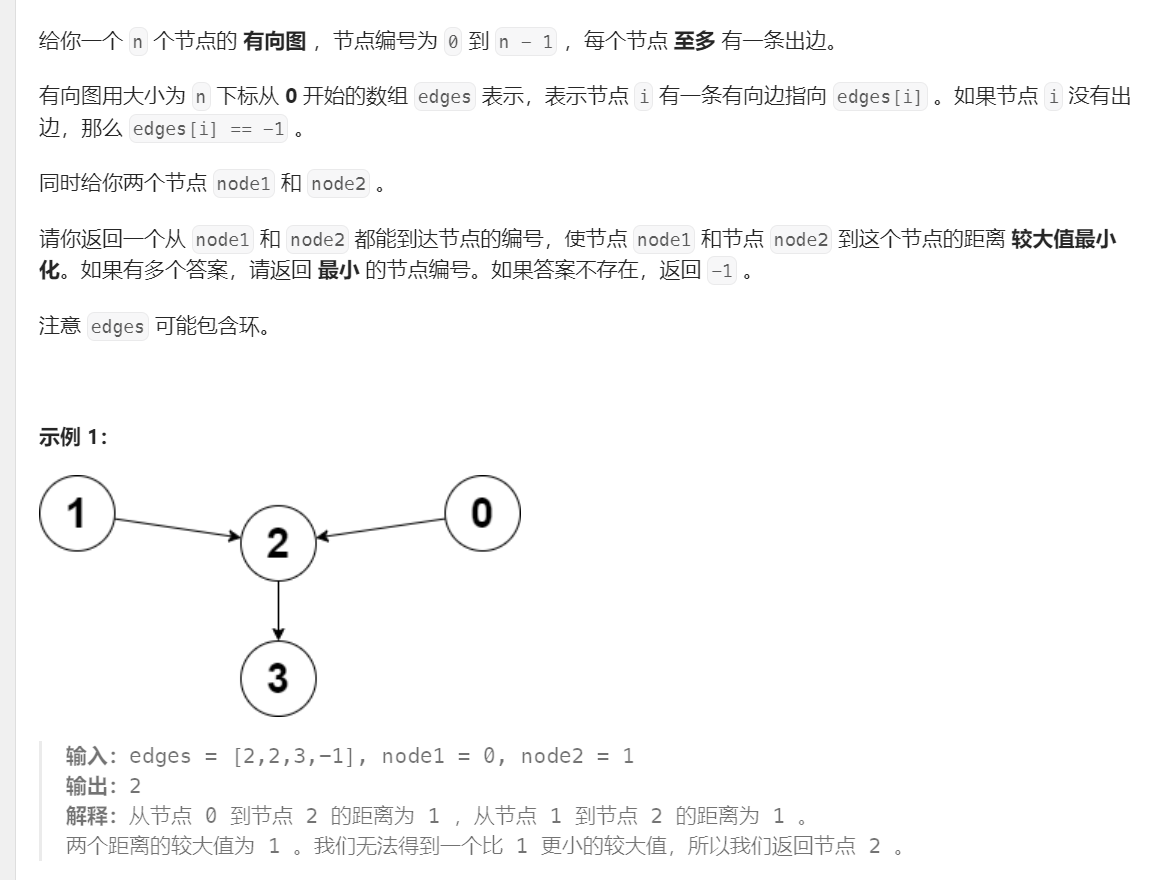 给你一个 n 个节点的 有向图 ，节点编号为 0 到 n - 1 ，每个节点 至多 有一条出边。
有向图用大小为 n 下标从 0 开始的数组 edges 表示，表示节点 i 有一条有向边指向 edges[i] 。如果节点 i 没有出
边，那么 edges[i] == -1 。
同时给你两个节点 node1 和 node2 。
请你返回一个从 node1 和 node2 都能到达节点的编号，使节点 node1 和节点 node2 到这个节点的距离 较大值最小
化。如果有多个答案，请返回 最小 的节点编号。如果答案不存在，返回 -1 。
注意 edges 可能包含环。
示例 1：
1
0
2
3
输入：edges = [2,2,3,-1], node1 = 0, node2 = 1
输出：2
解释：从节点 0 到节点 2 的距离为 1 ，从节点 1 到节点 2 的距离为 1 。
两个距离的较大值为 1 。我们无法得到一个比 1 更小的较大值，所以我们返回节点 2 。